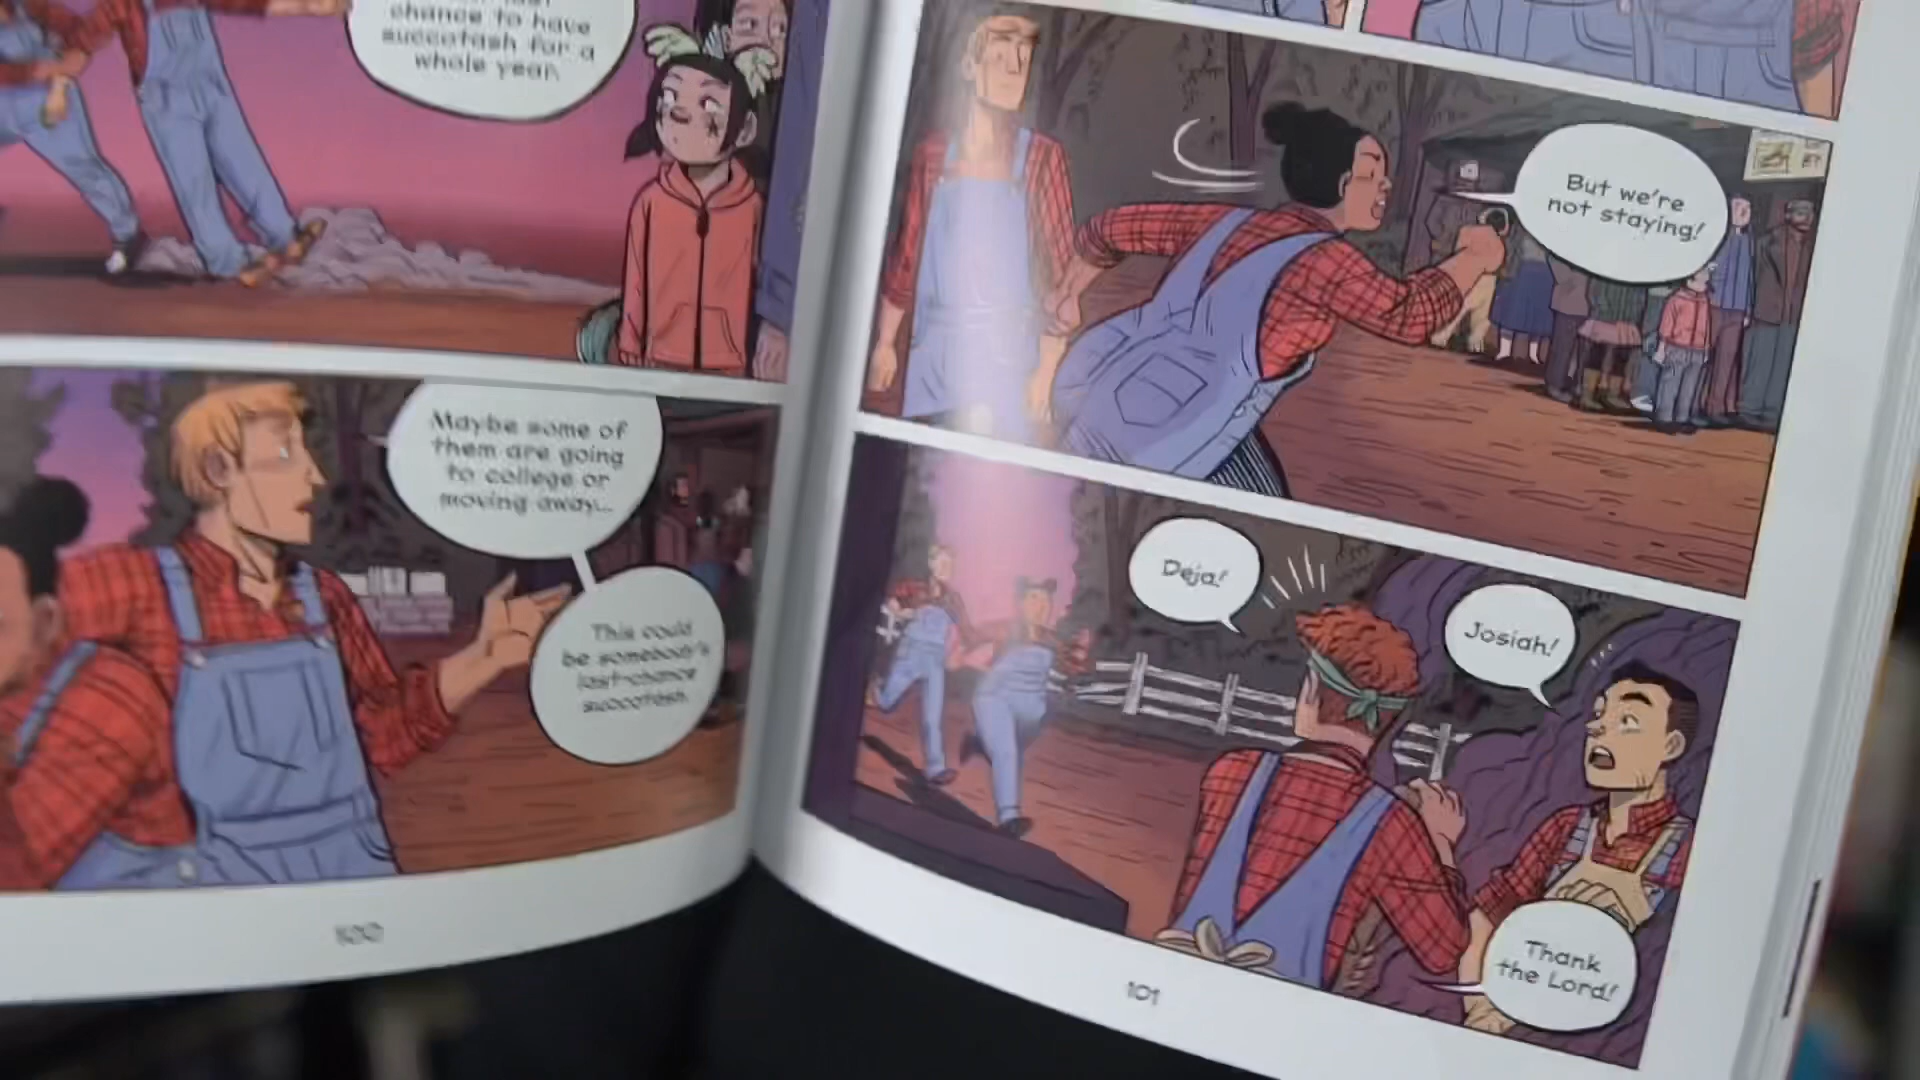 chance to have
succotash for a
whole year.
Maybe some of
them are going
to college or
moving away...
This could
be somebody's
last-chance
succotash.
100
But we're
not staying!
Deja!
Josiah!
Thank
the Lord!
101